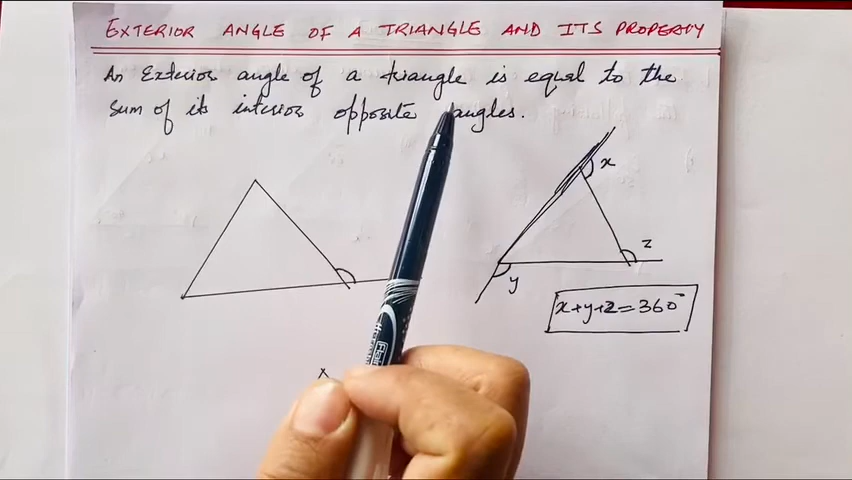 EXTERIOR ANGLE OF A TRIANGLE AND ITS PROPERTY
An Exterior angle of a triangle is equal to the
sum of its interior opposite angles.
x
z
y
x+y+z=360°
Flair